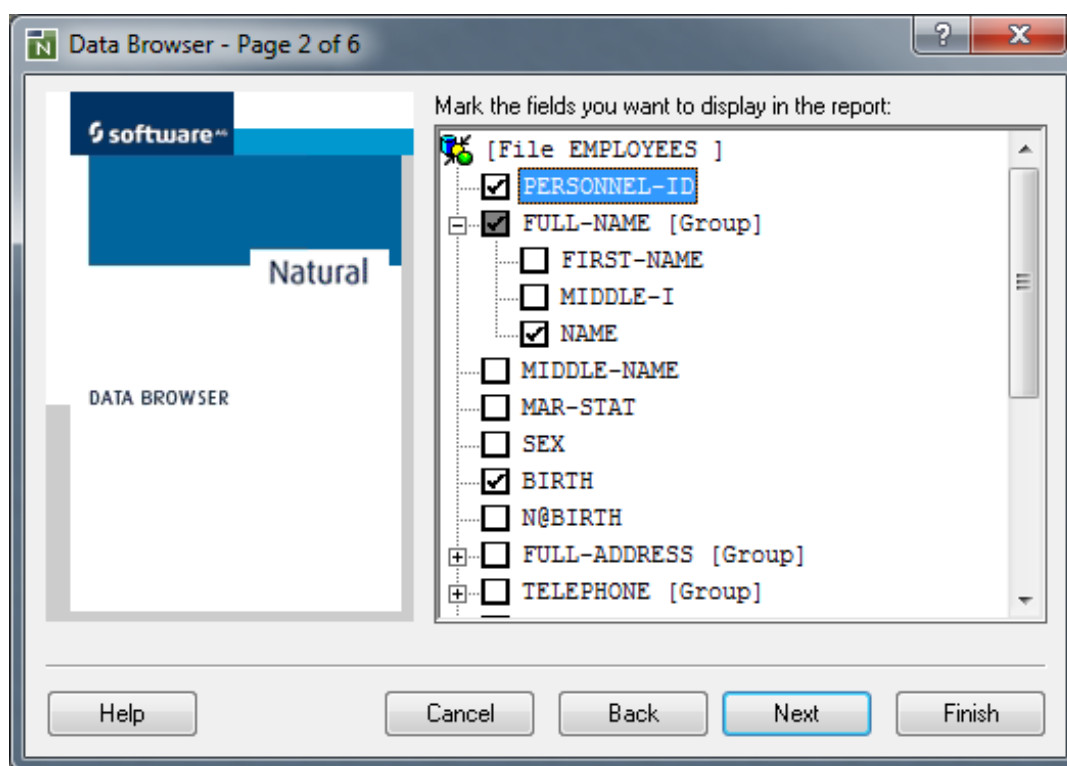 Data Browser - Page 2 of 6
software AG
Natural
DATA BROWSER
Mark the fields you want to display in the report:
[File EMPLOYEES ]
PERSONNEL-ID
FULL-NAME [Group]
FIRST-NAME
MIDDLE-I
NAME
MIDDLE-NAME
MAR-STAT
SEX
BIRTH
N@BIRTH
FULL-ADDRESS [Group]
TELEPHONE [Group]
Help
Cancel
Back
Next
Finish